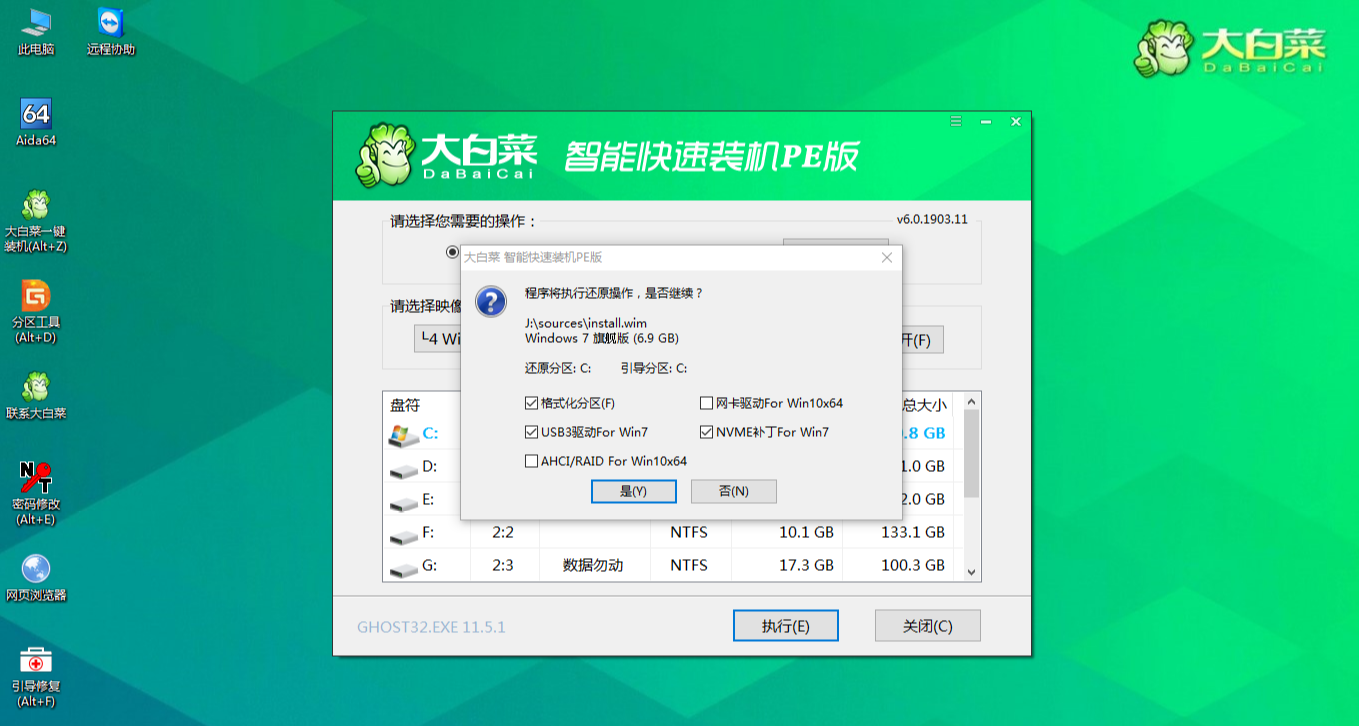 此电脑
远程协助
Aida64
大白菜一键
装机(Alt+Z)
分区工具
(Alt+D)
联系大白菜
密码修改
(Alt+E)
网页浏览器
引导修复
(Alt+F)
大白菜
DaBaiCai
大白菜
DaBaiCai
智能快速装机PE版
请选择您需要的操作：
v6.0.1903.11
请选择映像
└4 Wi
开(F)
大白菜 智能快速装机PE版
程序将执行还原操作，是否继续？
J:\sources\install.wim
Windows 7 旗舰版 (6.9 GB)
还原分区: C: 引导分区: C:
格式化分区(F) 网卡驱动For Win10x64
USB3驱动For Win7 NVME补丁For Win7
AHCI/RAID For Win10x64
是(Y) 否(N)
盘符 总大小
C: .8 GB
D: 1.0 GB
E: 2.0 GB
F: 2:2 NTFS 10.1 GB 133.1 GB
G: 2:3 数据勿动 NTFS 17.3 GB 100.3 GB
GHOST32.EXE 11.5.1
执行(E) 关闭(C)